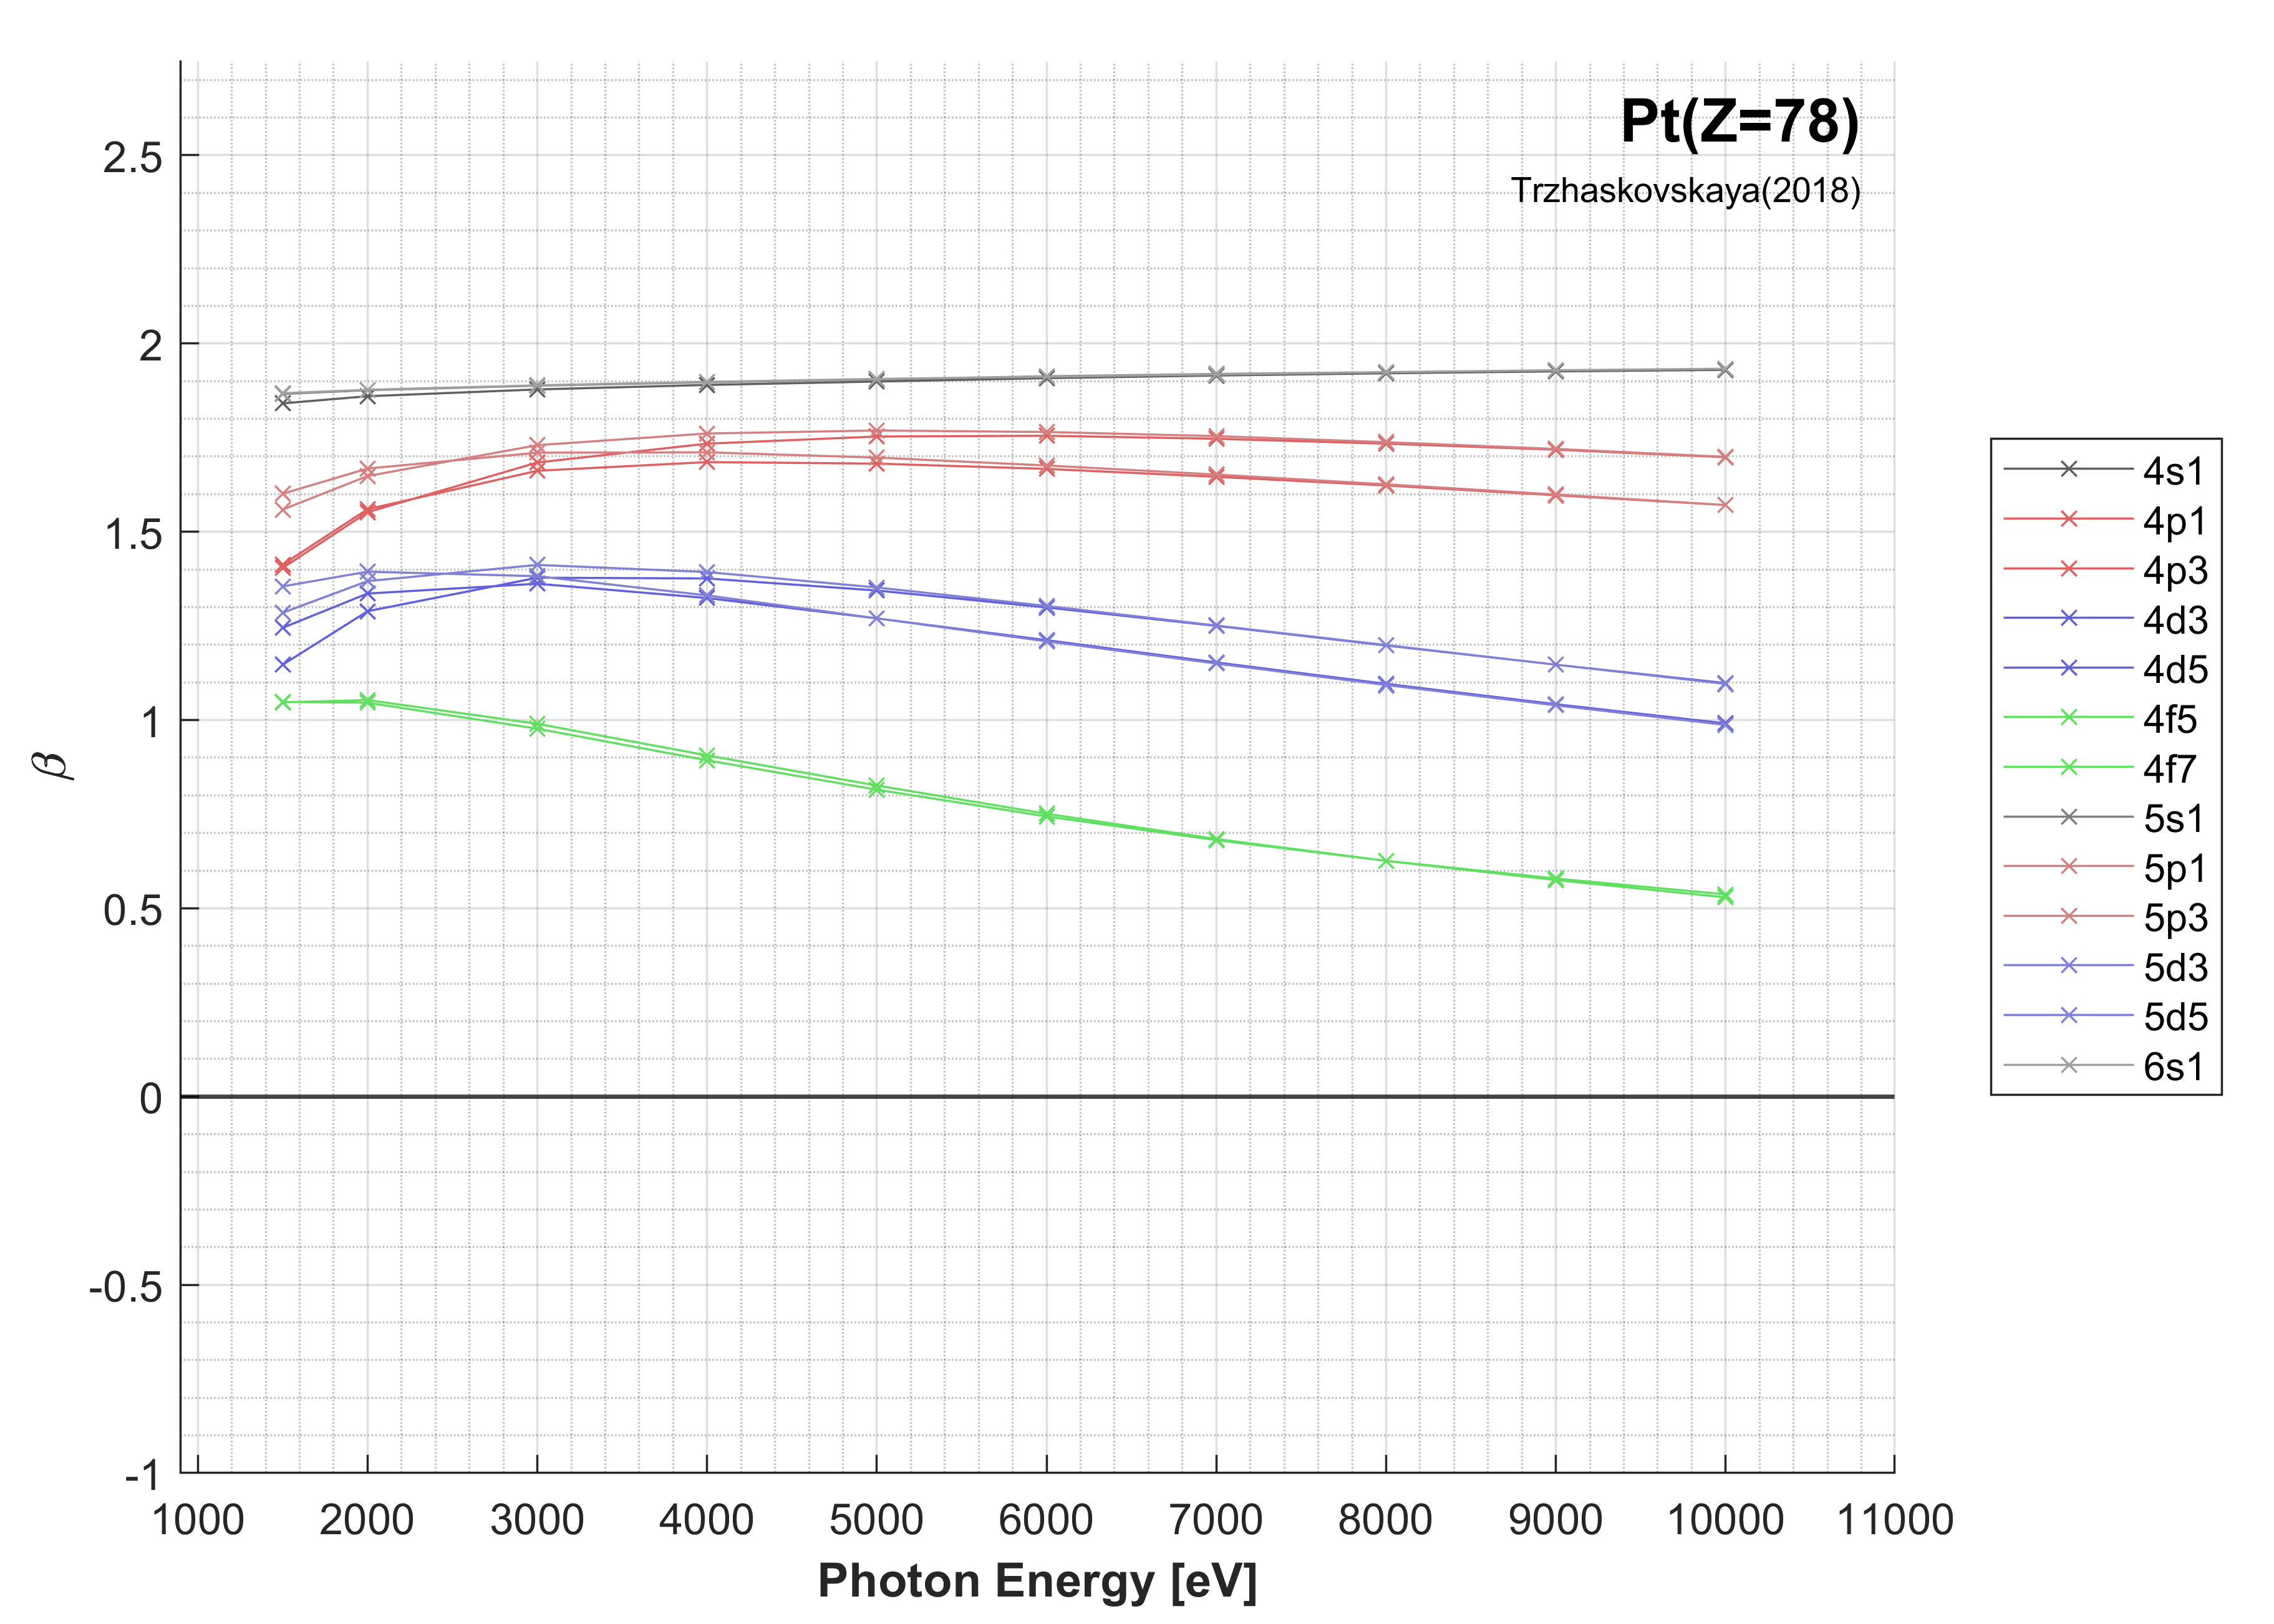 Pt(Z=78)
Trzhaskovskaya(2018)
2.5
2
1.5
1
0.5
0
-0.5
-1
β
1000 2000 3000 4000 5000 6000 7000 8000 9000 10000 11000
Photon Energy [eV]
4s1
4p1
4p3
4d3
4d5
4f5
4f7
5s1
5p1
5p3
5d3
5d5
6s1